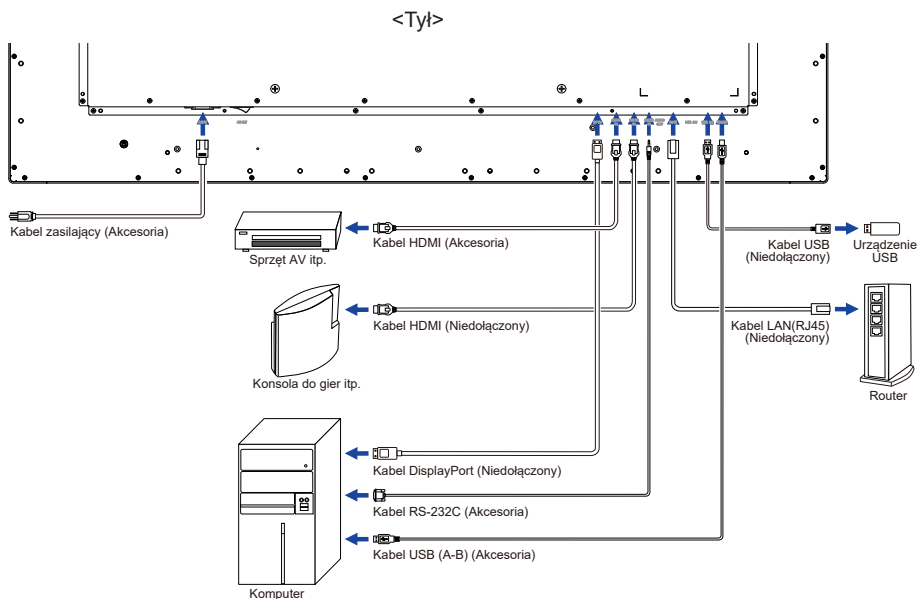 <Tył>
Kabel zasilający (Akcesoria)
Sprzęt AV itp.
Kabel HDMI (Akcesoria)
Kabel USB
(Niedołączony)
Urządzenie
USB
Konsola do gier itp.
Kabel HDMI (Niedołączony)
Kabel LAN(RJ45)
(Niedołączony)
Router
Kabel DisplayPort (Niedołączony)
Kabel RS-232C (Akcesoria)
Kabel USB (A-B) (Akcesoria)
Komputer